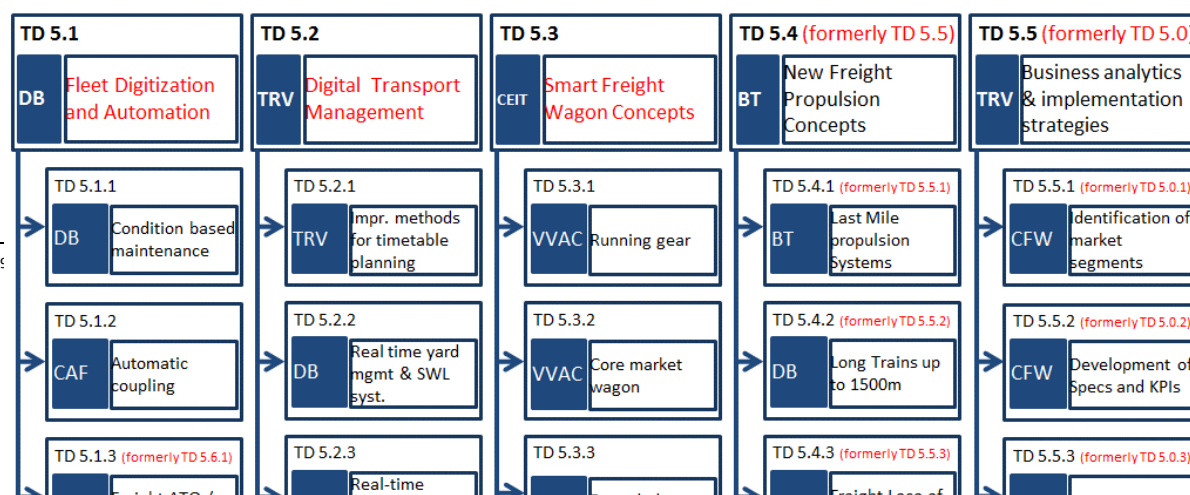 TD 5.1
DB
Fleet Digitization
and Automation
TD 5.1.1
DB
Condition based
maintenance
TD 5.1.2
CAF
Automatic
coupling
TD 5.1.3 (formerly TD 5.6.1)
TD 5.2
TRV
Digital Transport
Management
TD 5.2.1
TRV
Impr. methods
for timetable
planning
TD 5.2.2
DB
Real time yard
mgmt & SWL
syst.
TD 5.2.3
Real-time
TD 5.3
CEIT
Smart Freight
Wagon Concepts
TD 5.3.1
VVAC
Running gear
TD 5.3.2
VVAC
Core market
wagon
TD 5.3.3
TD 5.4 (formerly TD 5.5)
BT
New Freight
Propulsion
Concepts
TD 5.4.1 (formerly TD 5.5.1)
BT
Last Mile
propulsion
Systems
TD 5.4.2 (formerly TD 5.5.2)
DB
Long Trains up
to 1500m
TD 5.4.3 (formerly TD 5.5.3)
TD 5.5 (formerly TD 5.0)
TRV
Business analytics
& implementation
strategies
TD 5.5.1 (formerly TD 5.0.1)
CFW
Identification of
market
segments
TD 5.5.2 (formerly TD 5.0.2)
CFW
Development of
Specs and KPIs
TD 5.5.3 (formerly TD 5.0.3)